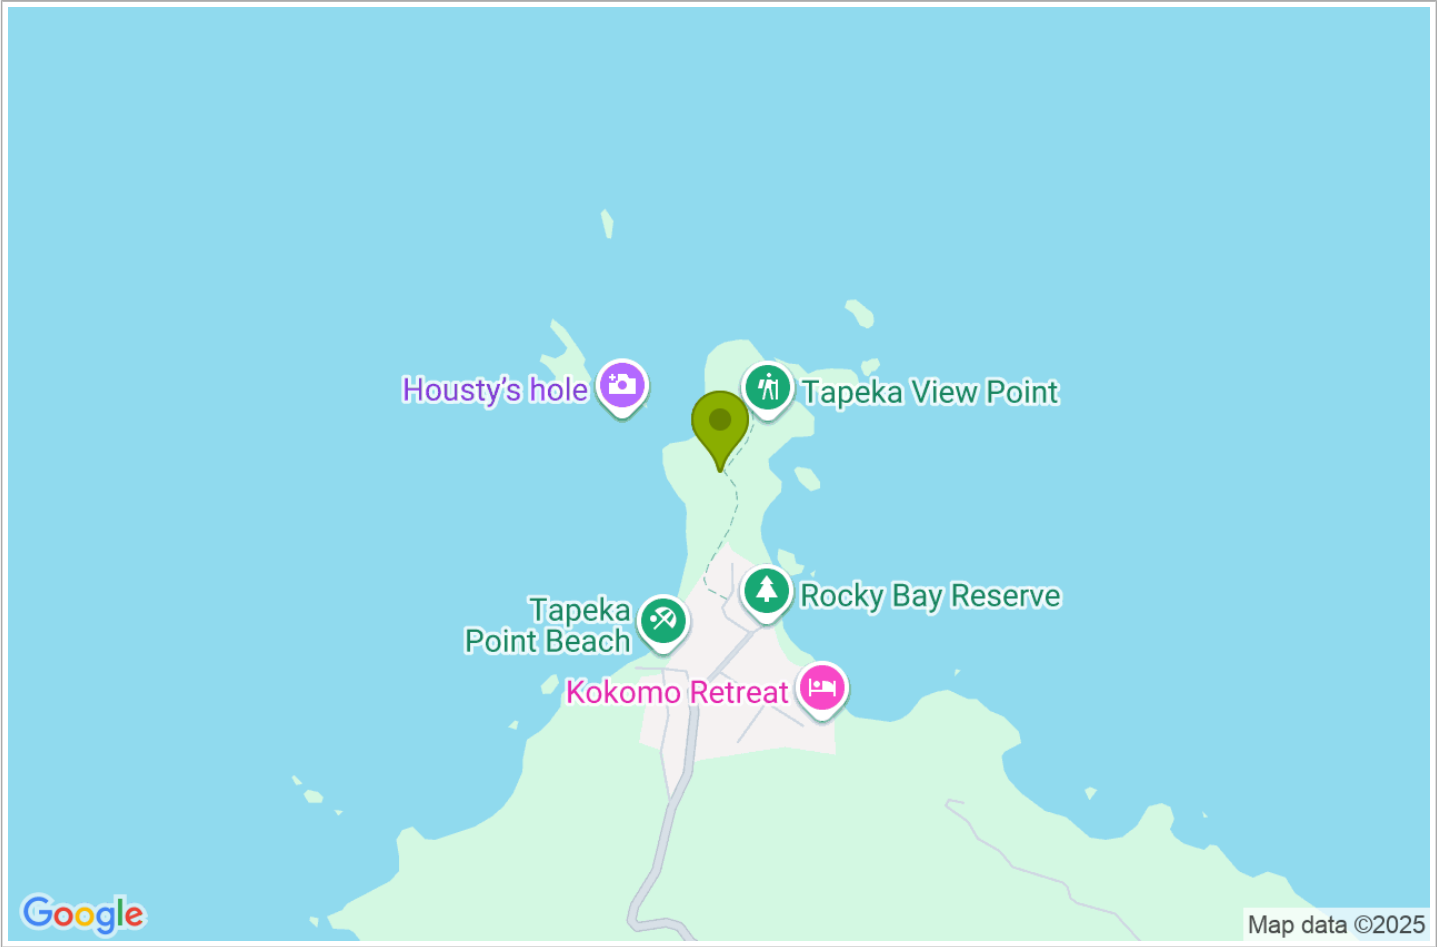 Housty’s hole
Tapeka View Point
Rocky Bay Reserve
Tapeka
Point Beach
Kokomo Retreat
Google
Map data ©2025